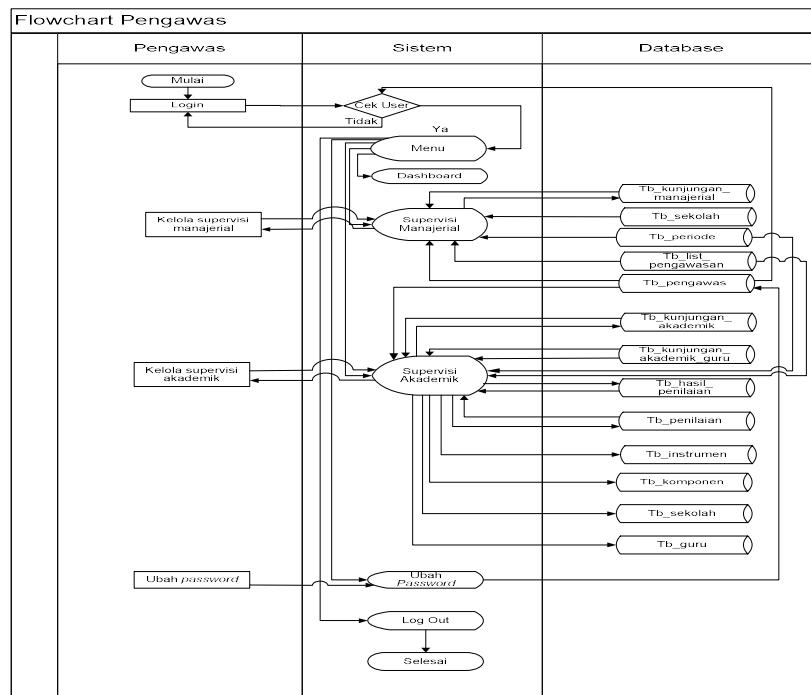 Flowchart Pengawas
Pengawas
Sistem
Database
Mulai
Login
Cek User
Tidak
Ya
Menu
Dashboard
Tb_kunjungan_
manajerial
Kelola supervisi
manajerial
Supervisi
Manajerial
Tb_sekolah
Tb_periode
Tb_list_
pengawasan
Tb_pengawas
Tb_kunjungan_
akademik
Tb_kunjungan_
akademik_guru
Kelola supervisi
akademik
Supervisi
Akademik
Tb_hasil_
penilaian
Tb_penilaian
Tb_instrumen
Tb_komponen
Tb_sekolah
Tb_guru
Ubah password
Ubah
Password
Log Out
Selesai